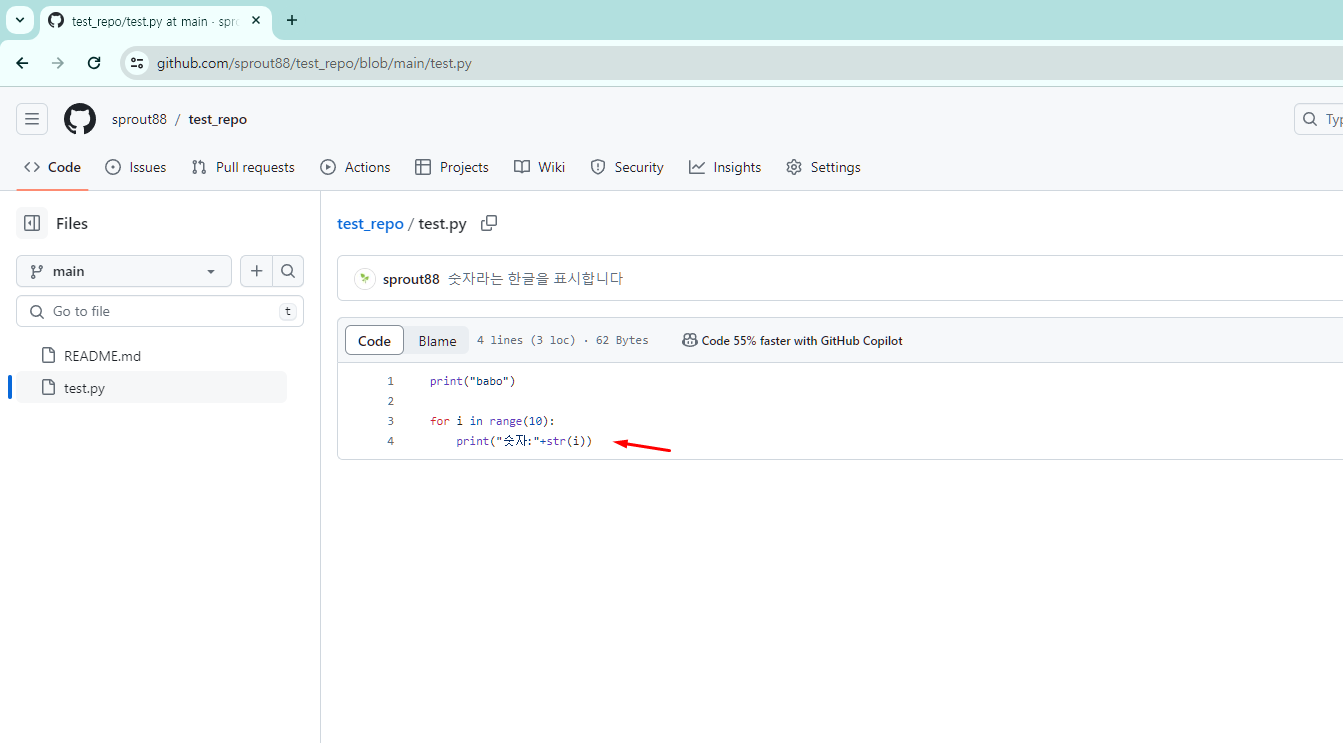 test_repo/test.py at main · spro
github.com/sprout88/test_repo/blob/main/test.py
sprout88 / test_repo
Typ
Code Issues Pull requests Actions Projects Wiki Security Insights Settings
Files
test_repo / test.py
main
sprout88 숫자라는 한글을 표시합니다
Go to file t
Code Blame 4 lines (3 loc) · 62 Bytes Code 55% faster with GitHub Copilot
README.md
test.py
1 print("babo")
2
3 for i in range(10):
4 print("숫자:"+str(i))